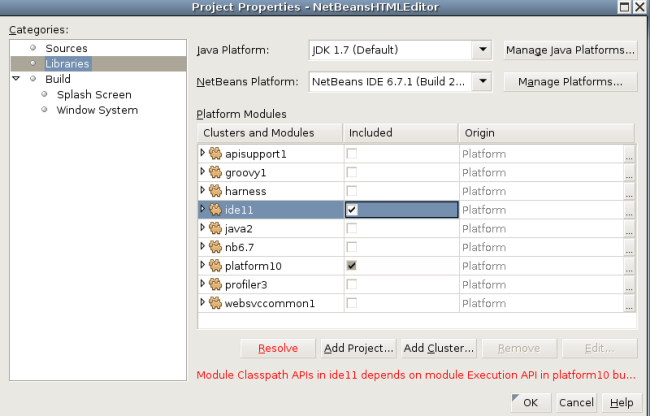 Project Properties - NetBeansHTMLEditor
Categories:
Sources
Libraries
Build
Splash Screen
Window System
Java Platform: JDK 1.7 (Default) Manage Java Platforms...
NetBeans Platform: NetBeans IDE 6.7.1 (Build 2... Manage Platforms...
Platform Modules
Clusters and Modules Included Origin
apisupport1 Platform ...
groovy1 Platform ...
harness Platform ...
ide11 Platform ...
java2 Platform ...
nb6.7 Platform ...
platform10 Platform ...
profiler3 Platform ...
websvccommon1 Platform ...
Resolve Add Project... Add Cluster... Remove Edit...
Module Classpath APIs in ide11 depends on module Execution API in platform10 bu...
OK Cancel Help